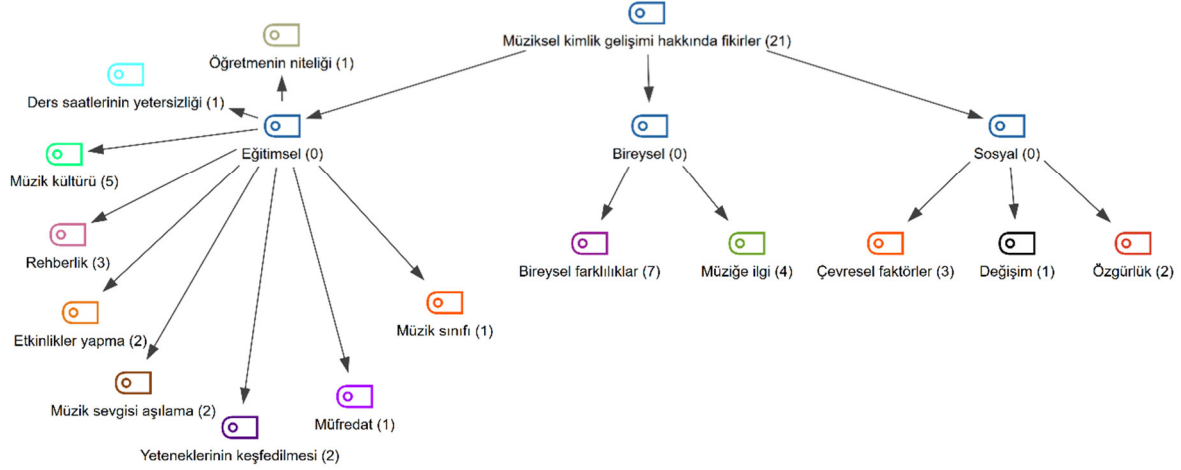 Müziksel kimlik gelişimi hakkında fikirler (21)
Öğretmenin niteliği (1)
Ders saatlerinin yetersizliği (1)
Eğitimsel (0)
Bireysel (0)
Sosyal (0)
Müzik kültürü (5)
Rehberlik (3)
Bireysel farklılıklar (7)
Müziğe ilgi (4)
Çevresel faktörler (3)
Değişim (1)
Özgürlük (2)
Etkinlikler yapma (2)
Müzik sınıfı (1)
Müzik sevgisi aşılama (2)
Müfredat (1)
Yeteneklerinin keşfedilmesi (2)